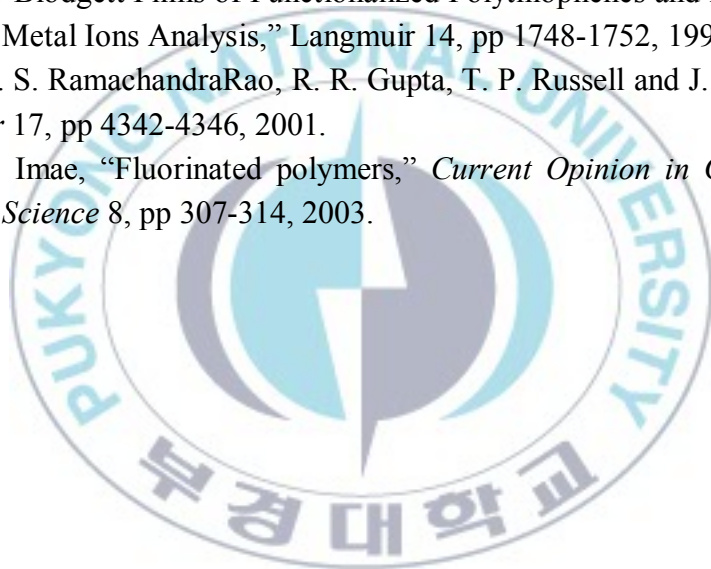 Films of Functionalized Polythiophenes and
Metal Ions Analysis,” Langmuir 14, pp 1748-1752, 199
. S. RamachandraRao, R. R. Gupta, T. P. Russell and J.
r 17, pp 4342-4346, 2001.
Imae, “Fluorinated polymers,” Current Opinion in
Science 8, pp 307-314, 2003.
PUKYONG NATIONAL UNIVERSITY
부경대학교